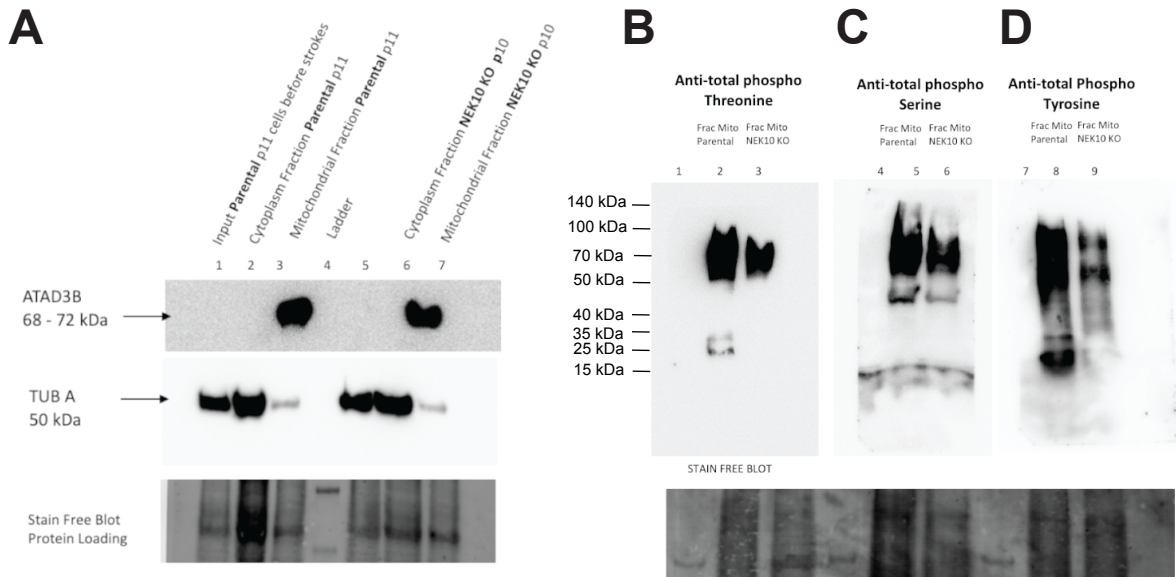 A
Input Parental p11 cells before strokes
Cytoplasm Fraction Parental p11
Mitochondrial Fraction Parental p11
Ladder
Cytoplasm Fraction NEK10 KO p10
Mitochondrial Fraction NEK10 KO p10
1 2 3 4 5 6 7
ATAD3B
68 - 72 kDa
TUB A
50 kDa
Stain Free Blot
Protein Loading
B
Anti-total phospho
Threonine
Frac Mito Frac Mito
Parental NEK10 KO
1 2 3
140 kDa
100 kDa
70 kDa
50 kDa
40 kDa
35 kDa
25 kDa
15 kDa
STAIN FREE BLOT
C
Anti-total phospho
Serine
Frac Mito Frac Mito
Parental NEK10 KO
4 5 6
D
Anti-total Phospho
Tyrosine
Frac Mito Frac Mito
Parental NEK10 KO
7 8 9